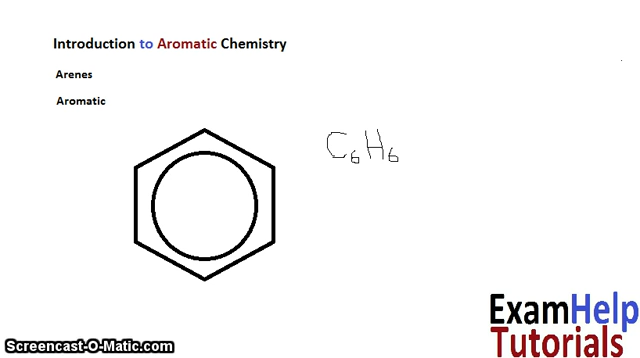 Introduction to Aromatic Chemistry
Arenes
Aromatic
C6H6
ExamHelp
Tutorials
Screencast-O-Matic.com